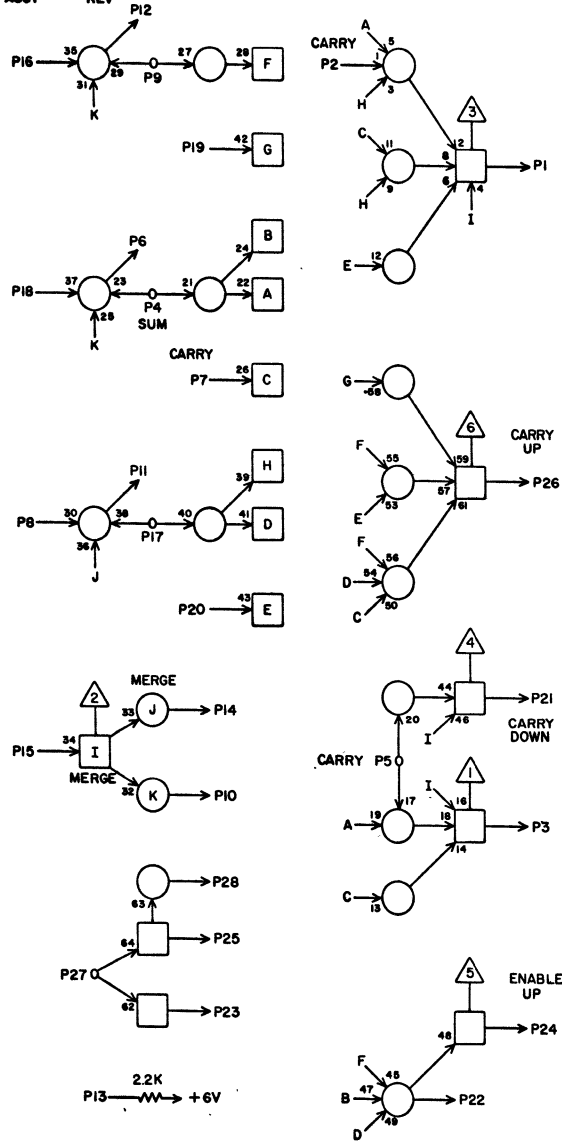 P12
P16 35 29 P9 27 28 F
31
K
P19 42 G
P6
24 B
P18 37 23 P4 21 22 A
25 SUM
K
CARRY
P7 26 C
P11
39 H
P8 30 38 P17 40 41 D
36
J
P20 43 E
2
MERGE
33 J P14
P15 34 I
MERGE
32 K P10
P28
63
64 P25
P27
62 P23
2.2K
P13 +6V
A
5
CARRY
P2 1
3
H
3
C
11
9
H
12
8
6
4
I
P1
E 12
G
58
6
F
55
53
E
159
57
61
CARRY
UP
P26
F
56
D 54
50
C
4
20 44 P21
46
I
CARRY
DOWN
CARRY P5
1
I
17 16
A 19 18 P3
14
C
13
5
ENABLE
UP
48 P24
F
45
B 47 P22
49
D